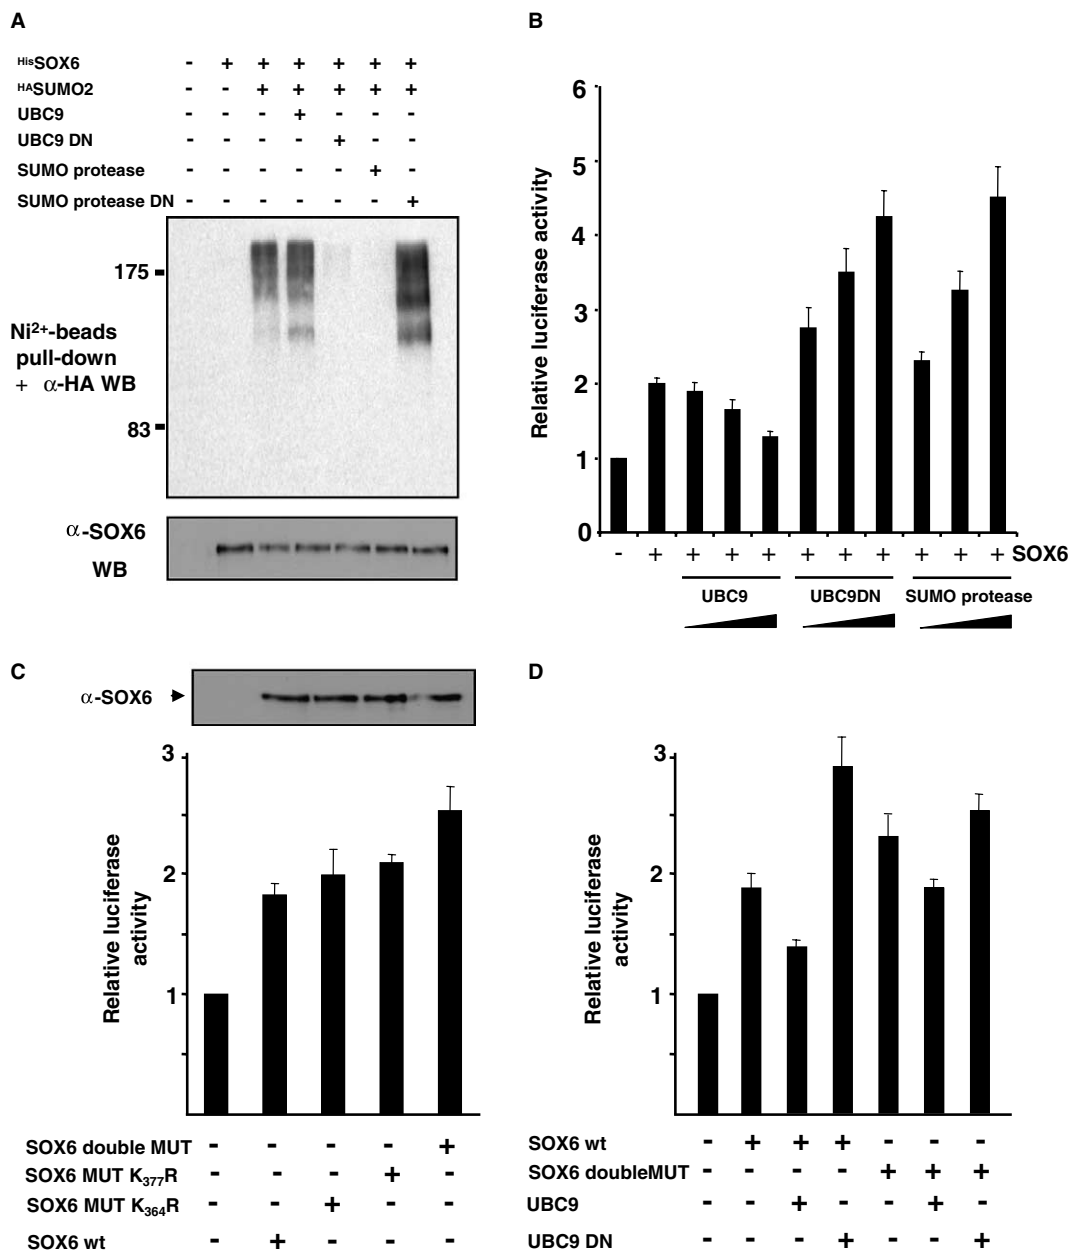 A
HisSOX6 - + + + + + +
HASUMO2 - - + + + + +
UBC9 - - - + - - -
UBC9 DN - - - - + - -
SUMO protease - - - - - + -
SUMO protease DN - - - - - - +
175
Ni2+-beads
pull-down
+ α-HA WB
83
α-SOX6
WB
B
Relative luciferase activity
6
5
4
3
2
1
0
- + + + + + + + + + + SOX6
UBC9 UBC9DN SUMO protease
C
α-SOX6
Relative luciferase
activity
3
2
1
SOX6 double MUT - - - - +
SOX6 MUT K377R - - - + -
SOX6 MUT K364R - - + - -
SOX6 wt - + - - -
D
Relative luciferase
activity
3
2
1
SOX6 wt - + + + - - -
SOX6 doubleMUT - - - - + + +
UBC9 - - + - - + -
UBC9 DN - - - + - - +